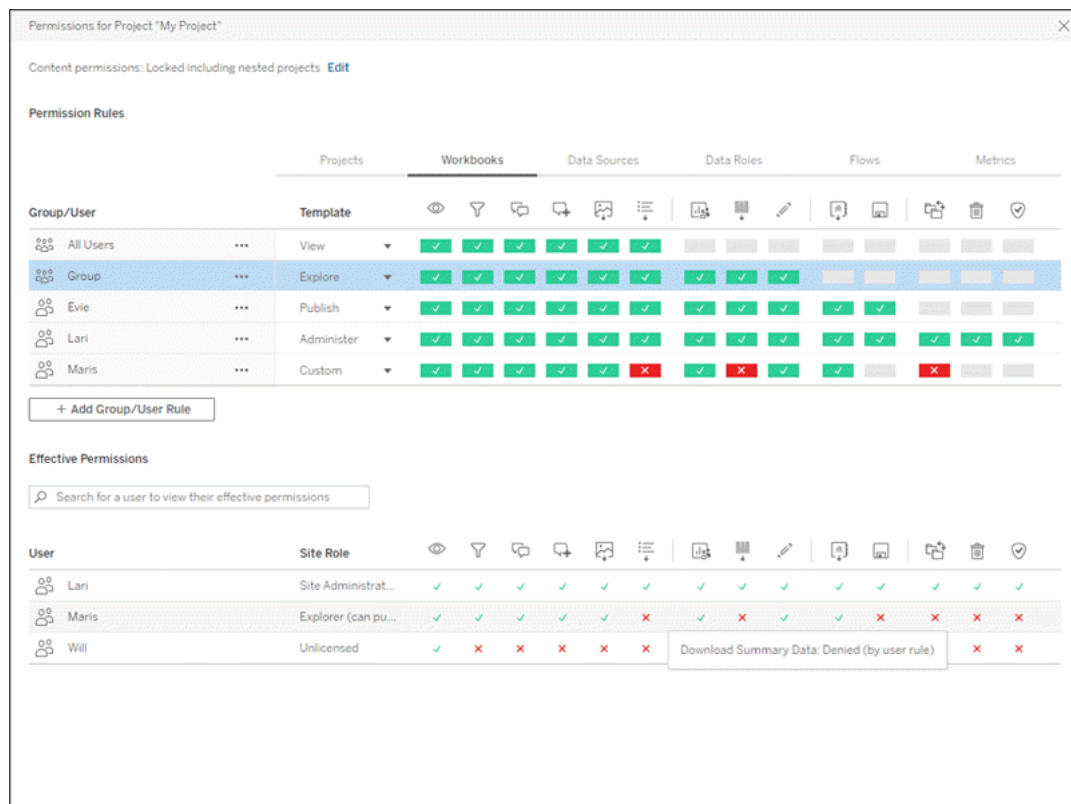 Permissions for Project "My Project"
Content permissions: Locked including nested projects Edit
Permission Rules
Projects Workbooks Data Sources Data Roles Flows Metrics
Group/User Template
All Users ... View
Group ... Explore
Evie ... Publish
Lari ... Administer
Maris ... Custom
+ Add Group/User Rule
Effective Permissions
Search for a user to view their effective permissions
User Site Role
Lari Site Administrat...
Maris Explorer (can pu...
Will Unlicensed Download Summary Data: Denied (by user rule)